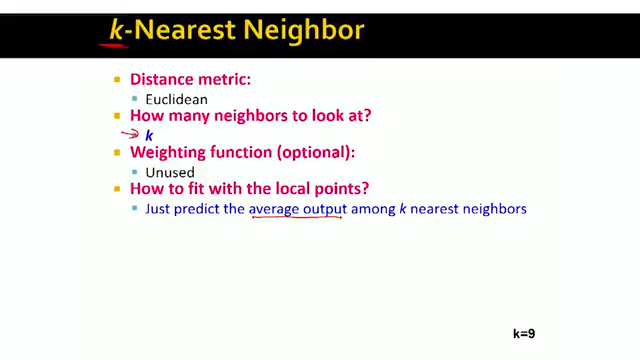 k-Nearest Neighbor
Distance metric:
Euclidean
How many neighbors to look at?
k
Weighting function (optional):
Unused
How to fit with the local points?
Just predict the average output among k nearest neighbors
k=9